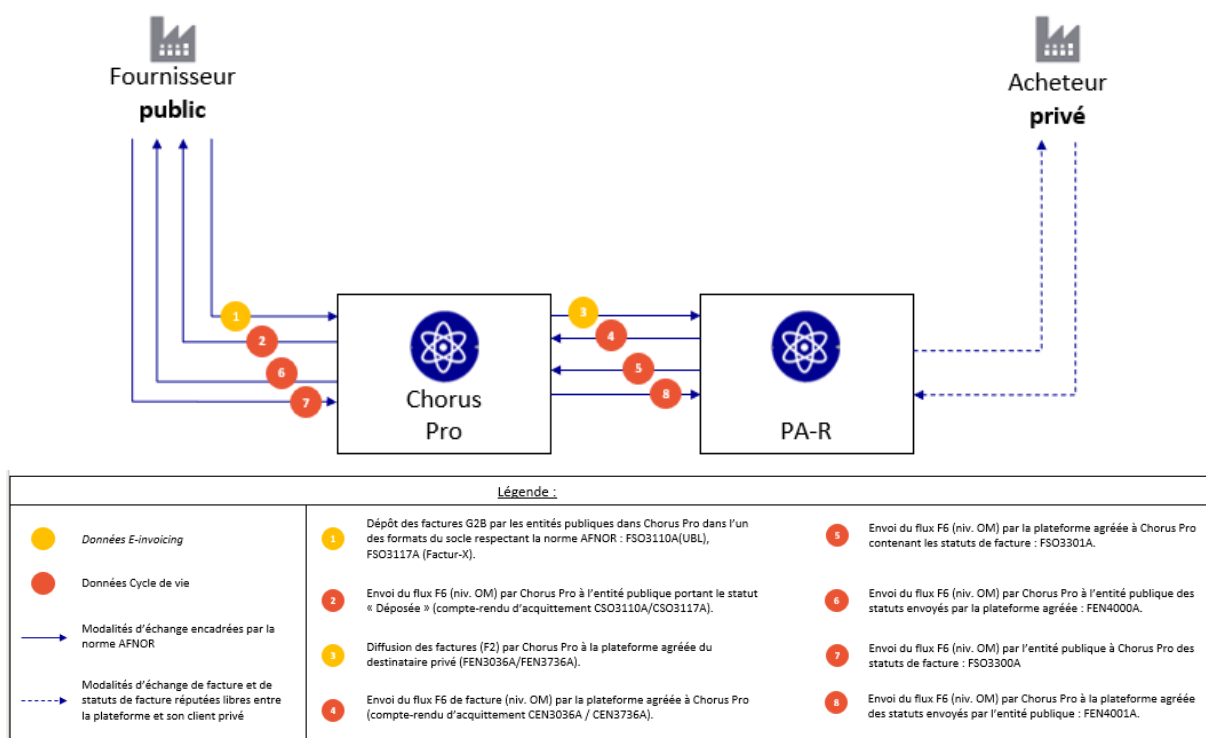 Fournisseur
public
Acheteur
privé
1
2
6
7
3
4
5
8
Chorus
Pro
PA-R
Légende :
Données E-invoicing
Données Cycle de vie
Modalités d'échange encadrées par la
norme AFNOR
Modalités d'échange de facture et de
statuts de facture réputées libres entre
la plateforme et son client privé
1
Dépôt des factures G2B par les entités publiques dans Chorus Pro dans l'un
des formats du socle respectant la norme AFNOR : FSO3110A(UBL),
FSO3117A (Factur-X).
2
Envoi du flux F6 (niv. OM) par Chorus Pro à l'entité publique portant le statut
« Déposée » (compte-rendu d'acquittement CSO3110A/CSO3117A).
3
Diffusion des factures (F2) par Chorus Pro à la plateforme agréée du
destinataire privé (FEN3036A/FEN3736A).
4
Envoi du flux F6 de facture (niv. OM) par la plateforme agréée à Chorus Pro
(compte-rendu d'acquittement CEN3036A / CEN3736A).
5
Envoi du flux F6 (niv. OM) par la plateforme agréée à Chorus Pro
contenant les statuts de facture : FSO3301A.
6
Envoi du flux F6 (niv. OM) par Chorus Pro à l'entité publique des
statuts envoyés par la plateforme agréée : FEN4000A.
7
Envoi du flux F6 (niv. OM) par l'entité publique à Chorus Pro des
statuts de facture : FSO3300A
8
Envoi du flux F6 (niv. OM) par Chorus Pro à la plateforme agréée
des statuts envoyés par l'entité publique : FEN4001A.